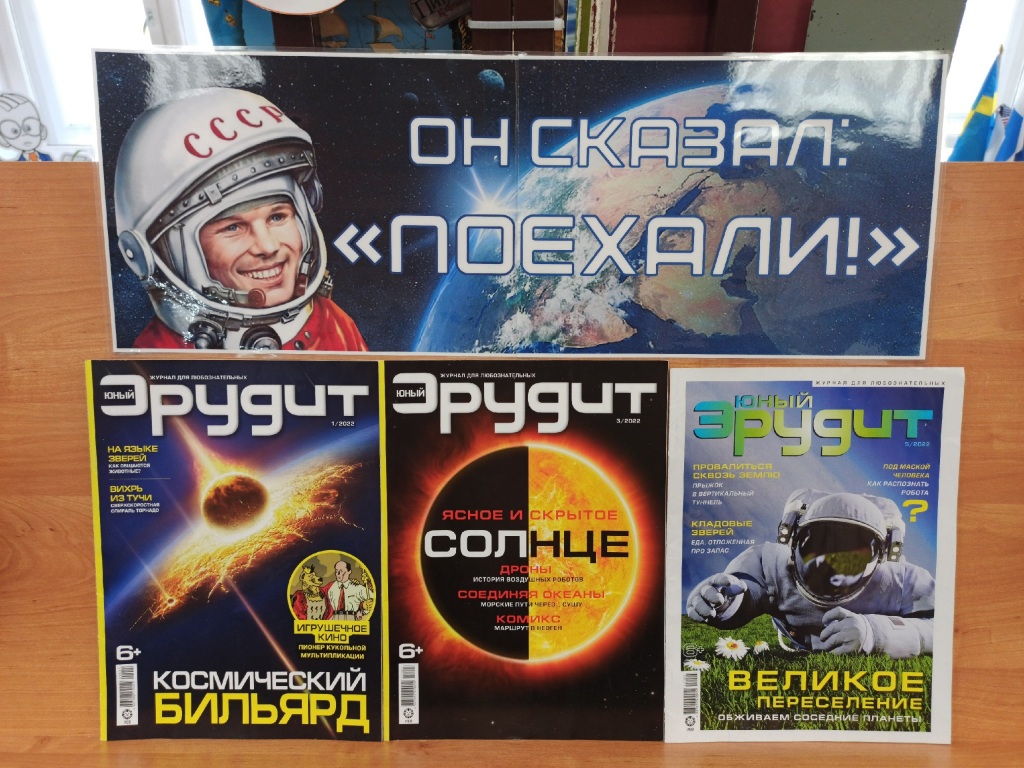 СССР
ОН СКАЗАЛ:
«ПОЕХАЛИ!»
ЖУРНАЛ ДЛЯ ЛЮБОЗНАТЕЛЬНЫХ
ЮНЫЙ
Эрудит
1/2022
НА ЯЗЫКЕ
ЗВЕРЕЙ
КАК ОБЩАЮТСЯ
ЖИВОТНЫЕ?
ВИХРЬ
ИЗ ТУЧИ
СВЕРХСКОРОСТНАЯ
СПИРАЛЬ ТОРНАДО
ИГРУШЕЧНОЕ
КИНО
ПИОНЕР КУКОЛЬНОЙ
МУЛЬТИПЛИКАЦИИ
6+
КОСМИЧЕСКИЙ
БИЛЬЯРД
ЖУРНАЛ ДЛЯ ЛЮБОЗНАТЕЛЬНЫХ
ЮНЫЙ
Эрудит
3/2022
ЯСНОЕ И СКРЫТОЕ
СОЛНЦЕ
ДРОНЫ
ИСТОРИЯ ВОЗДУШНЫХ РОБОТОВ
СОЕДИНЯЯ ОКЕАНЫ
МОРСКИЕ ПУТИ ЧЕРЕЗ СУШУ
КОМИКС
МАРШРУТ В
6+
ЖУРНАЛ ДЛЯ ЛЮБОЗНАТЕЛЬНЫХ
ЮНЫЙ
Эрудит
5/2022
ПРОВАЛИТЬСЯ
СКВОЗЬ ЗЕМЛЮ
ПРЫЖОК
В ВЕРТИКАЛЬНЫЙ
ТУННЕЛЬ
ПОД МАСКОЙ
ЧЕЛОВЕКА
КАК РАСПОЗНАТЬ
РОБОТА
?
КЛАДОВЫЕ
ЗВЕРЕЙ
ЕДА, ОТЛОЖЕННАЯ
ПРО ЗАПАС
6+
ВЕЛИКОЕ
ПЕРЕСЕЛЕНИЕ
ОБЖИВАЕМ СОСЕДНИЕ ПЛАНЕТЫ